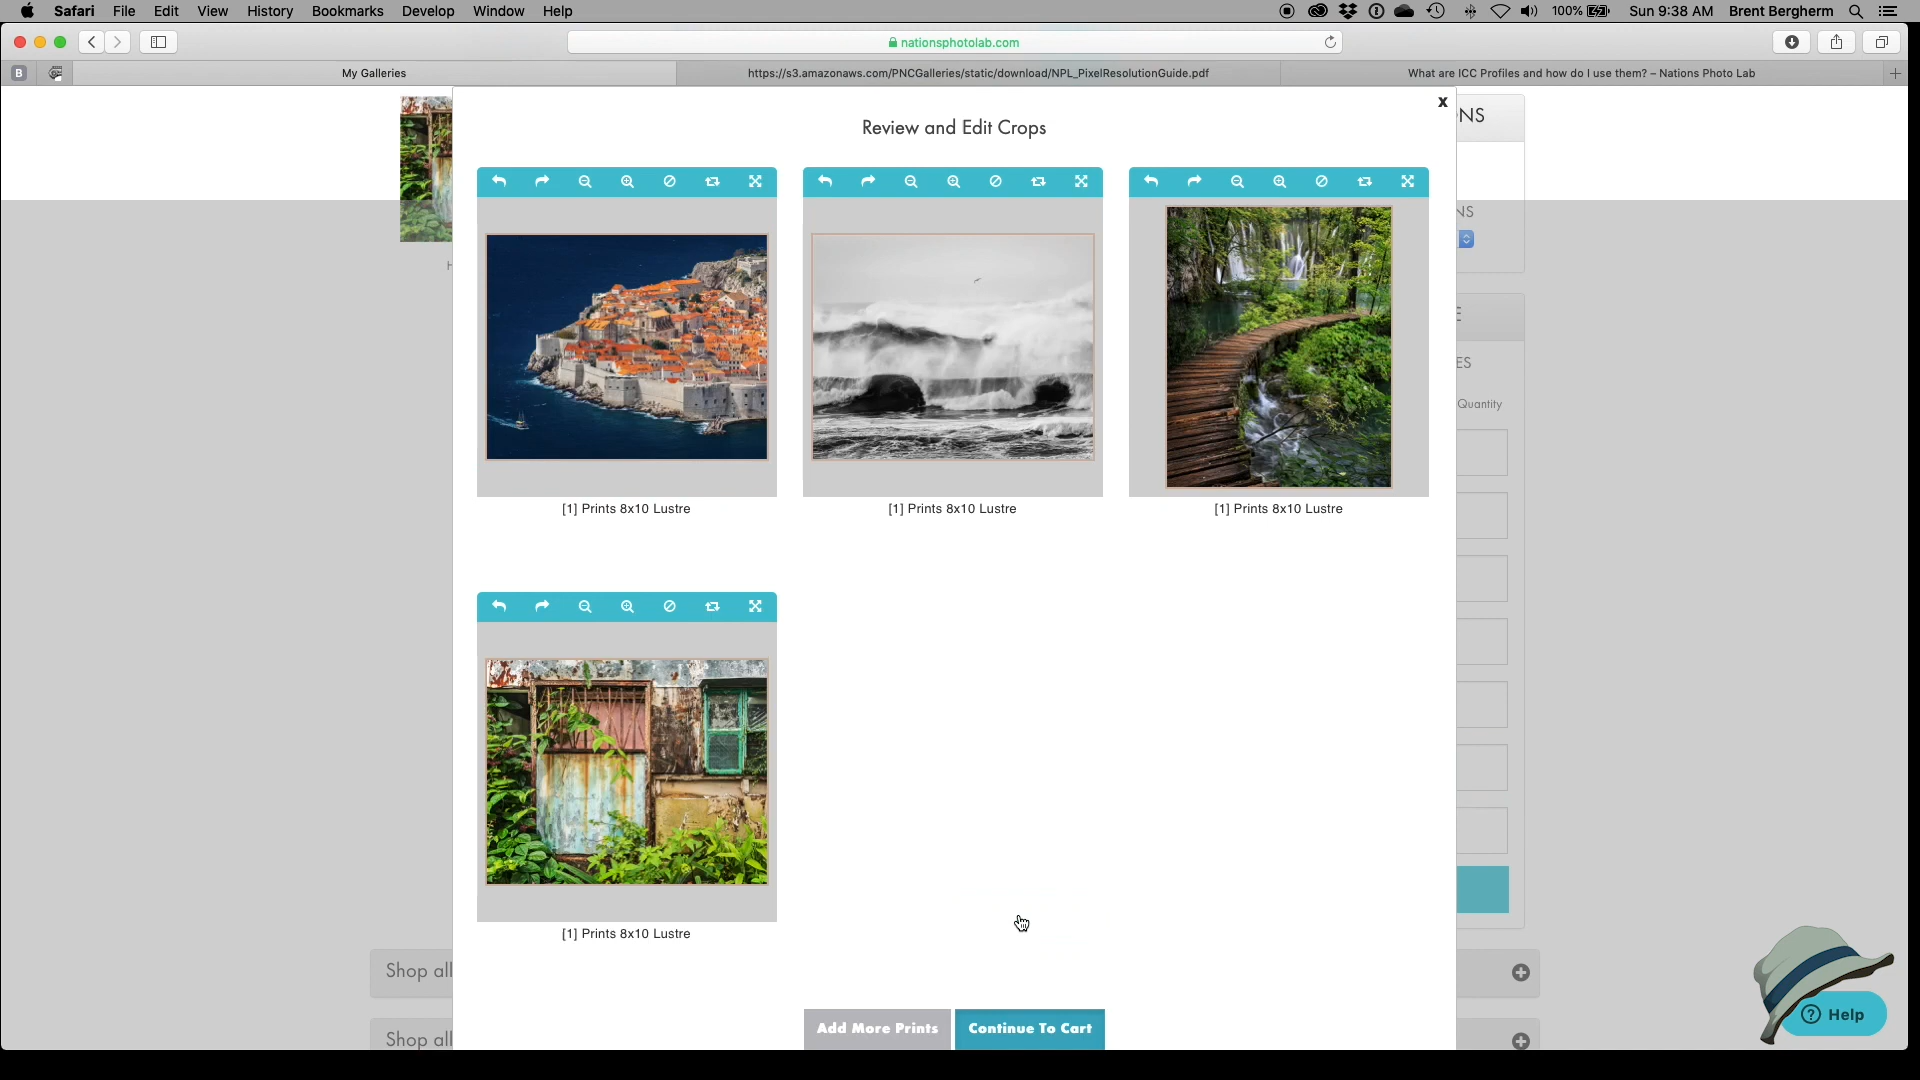 Safari File Edit View History Bookmarks Develop Window Help 100% Sun 9:38 AM Brent Bergherm
nationsphotolab.com
B My Galleries https://s3.amazonaws.com/PNCGalleries/static/download/NPL_PixelResolutionGuide.pdf What are ICC Profiles and how do I use them? – Nations Photo Lab
X
Review and Edit Crops
NS
NS
H
E
ES
Quantity
[1] Prints 8x10 Lustre [1] Prints 8x10 Lustre [1] Prints 8x10 Lustre
[1] Prints 8x10 Lustre
Shop all
Help
Add More Prints Continue To Cart
Shop all